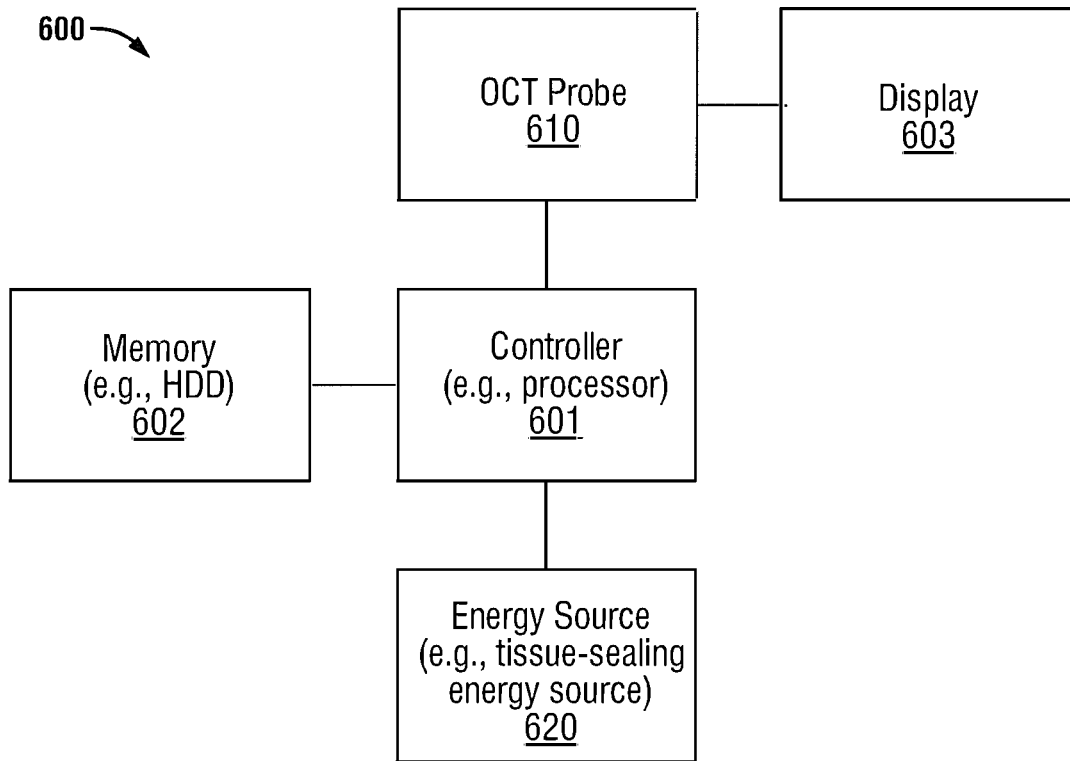 600
OCT Probe
610
Display
603
Memory
(e.g., HDD)
602
Controller
(e.g., processor)
601
Energy Source
(e.g., tissue-sealing
energy source)
620